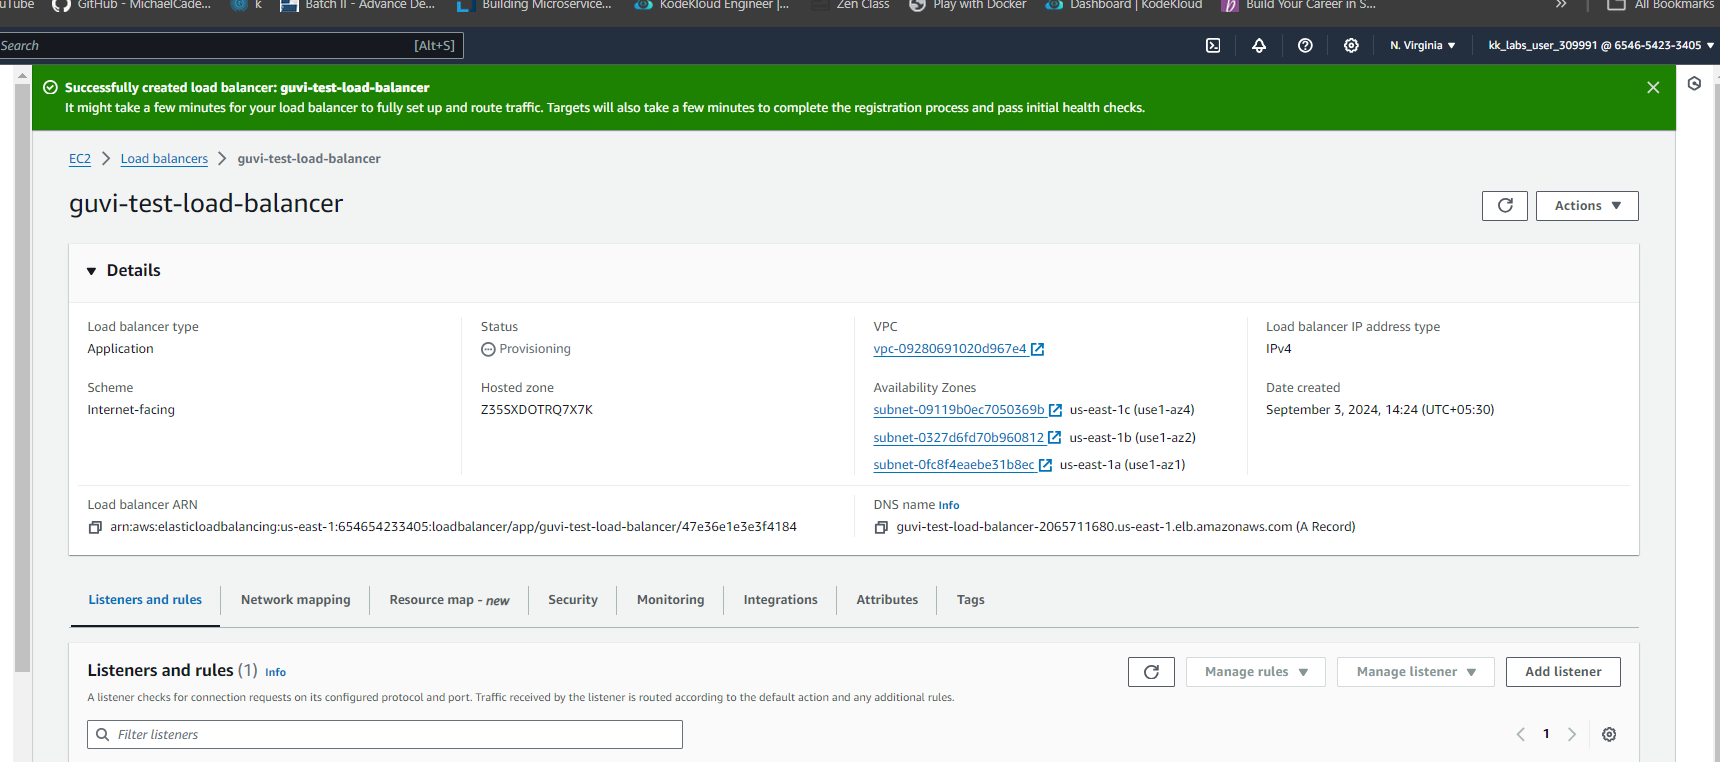 uTube GitHub - MichaelCade... k Batch II - Advance De... Building Microservice... KodeKloud Engineer |... Zen Class Play with Docker Dashboard | KodeKloud Build Your Career in S... » All Bookmarks
Search [Alt+S] N. Virginia ▼ kk_labs_user_309991 @ 6546-5423-3405 ▼
Successfully created load balancer: guvi-test-load-balancer
It might take a few minutes for your load balancer to fully set up and route traffic. Targets will also take a few minutes to complete the registration process and pass initial health checks.
EC2 > Load balancers > guvi-test-load-balancer
guvi-test-load-balancer
Actions ▼
▼ Details
Load balancer type Status VPC Load balancer IP address type
Application Provisioning vpc-09280691020d967e4 IPv4
Scheme Hosted zone Availability Zones Date created
Internet-facing Z35SXDOTRQ7X7K subnet-09119b0ec7050369b us-east-1c (use1-az4) September 3, 2024, 14:24 (UTC+05:30)
subnet-0327d6fd70b960812 us-east-1b (use1-az2)
subnet-0fc8f4eaebe31b8ec us-east-1a (use1-az1)
Load balancer ARN DNS name Info
arn:aws:elasticloadbalancing:us-east-1:654654233405:loadbalancer/app/guvi-test-load-balancer/47e36e1e3e3f4184 guvi-test-load-balancer-2065711680.us-east-1.elb.amazonaws.com (A Record)
Listeners and rules Network mapping Resource map - new Security Monitoring Integrations Attributes Tags
Listeners and rules (1) Info Manage rules ▼ Manage listener ▼ Add listener
A listener checks for connection requests on its configured protocol and port. Traffic received by the listener is routed according to the default action and any additional rules.
Filter listeners < 1 >